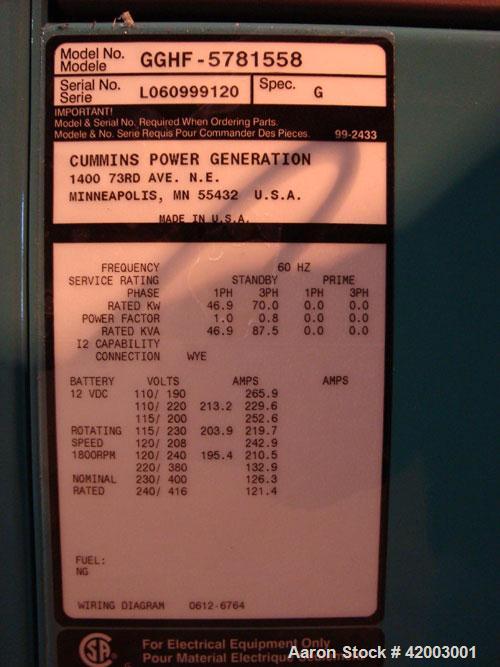 Model No. GGHF-5781558
Modele
Serial No. L060999120 Spec. G
Serie
IMPORTANT!
Model & Serial No. Required When Ordering Parts.
Modele & No. Serie Requis Pour Commander Des Pieces. 99-2433
CUMMINS POWER GENERATION
1400 73RD AVE. N.E.
MINNEAPOLIS, MN 55432 U.S.A.
MADE IN U.S.A.
FREQUENCY 60 HZ
SERVICE RATING STANDBY PRIME
PHASE 1PH 3PH 1PH 3PH
RATED KW 46.9 70.0 0.0 0.0
POWER FACTOR 1.0 0.8 0.0 0.0
RATED KVA 46.9 87.5 0.0 0.0
I2 CAPABILITY
CONNECTION WYE
BATTERY VOLTS AMPS AMPS
12 VDC 110/ 190 265.9
110/ 220 213.2 229.6
115/ 200 252.6
ROTATING 115/ 230 203.9 219.7
SPEED 120/ 208 242.9
1800RPM 120/ 240 195.4 210.5
220/ 380 132.9
NOMINAL 230/ 400 126.3
RATED 240/ 416 121.4
FUEL:
NG
WIRING DIAGRAM 0612-6764
SA For Electrical Equipment Only
Pour Material Electrique
Aaron Stock # 42003001